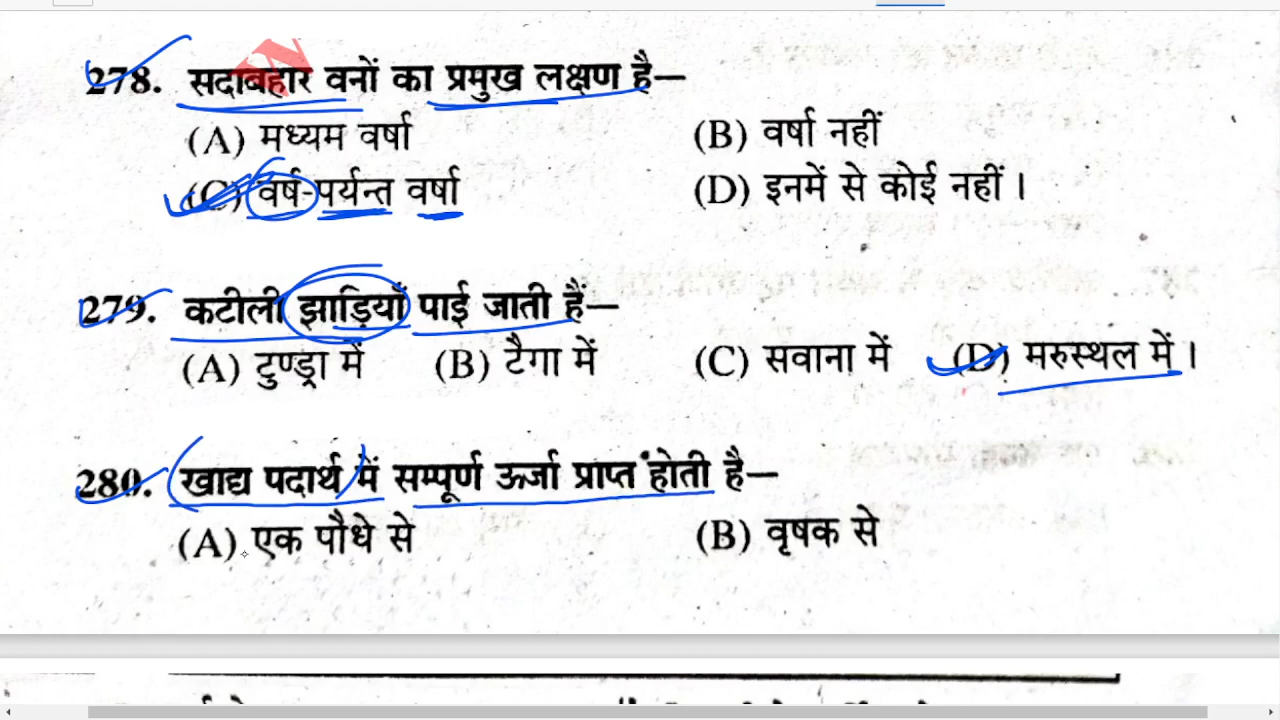 278. सदाबहार वनों का प्रमुख लक्षण है—
(A) मध्यम वर्षा (B) वर्षा नहीं
(C) वर्ष-पर्यन्त वर्षा (D) इनमें से कोई नहीं।
279. कटीली झाड़ियाँ पाई जाती हैं—
(A) टुण्ड्रा में (B) टैगा में (C) सवाना में (D) मरुस्थल में।
280. खाद्य पदार्थ में सम्पूर्ण ऊर्जा प्राप्त होती है—
(A) एक पौधे से (B) वृषक से